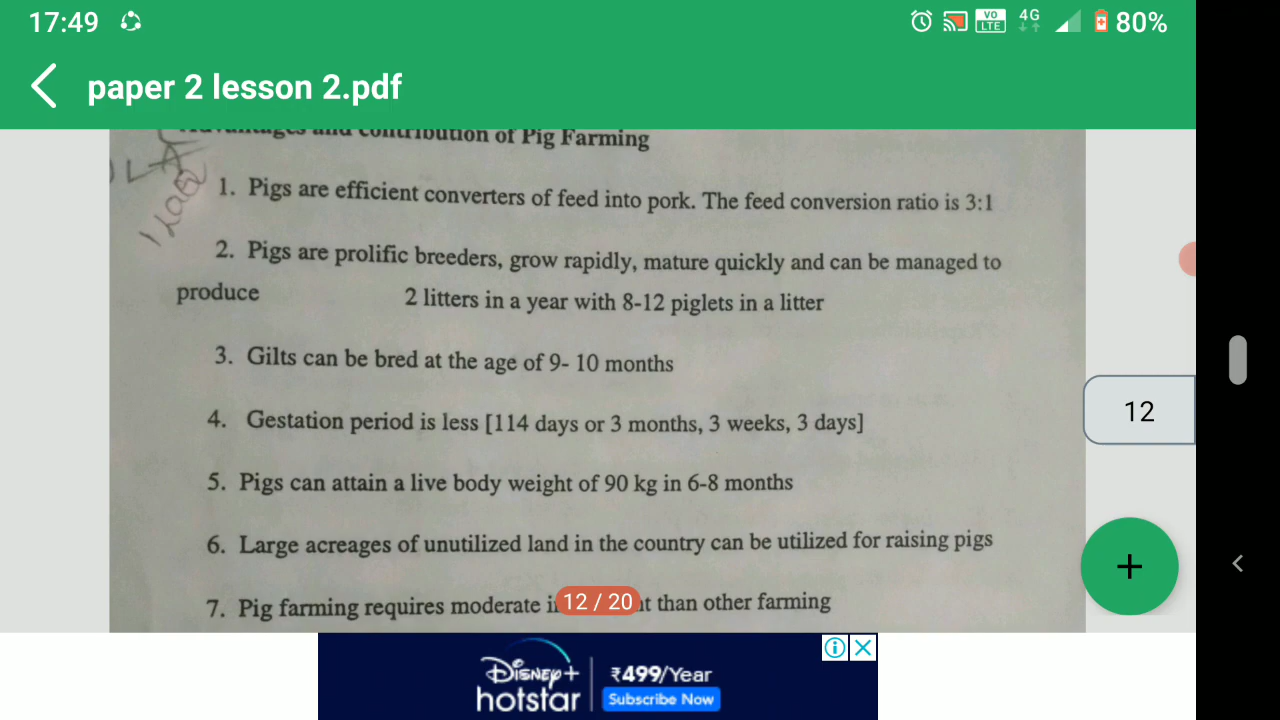 17:49
VO LTE 4G 80%
paper 2 lesson 2.pdf
Advantages and contribution of Pig Farming
1. Pigs are efficient converters of feed into pork. The feed conversion ratio is 3:1
2. Pigs are prolific breeders, grow rapidly, mature quickly and can be managed to
produce 2 litters in a year with 8-12 piglets in a litter
3. Gilts can be bred at the age of 9- 10 months
12
4. Gestation period is less [114 days or 3 months, 3 weeks, 3 days]
5. Pigs can attain a live body weight of 90 kg in 6-8 months
6. Large acreages of unutilized land in the country can be utilized for raising pigs
+
7. Pig farming requires moderate than other farming
12 / 20
Disney+ hotstar
₹499/Year
Subscribe Now